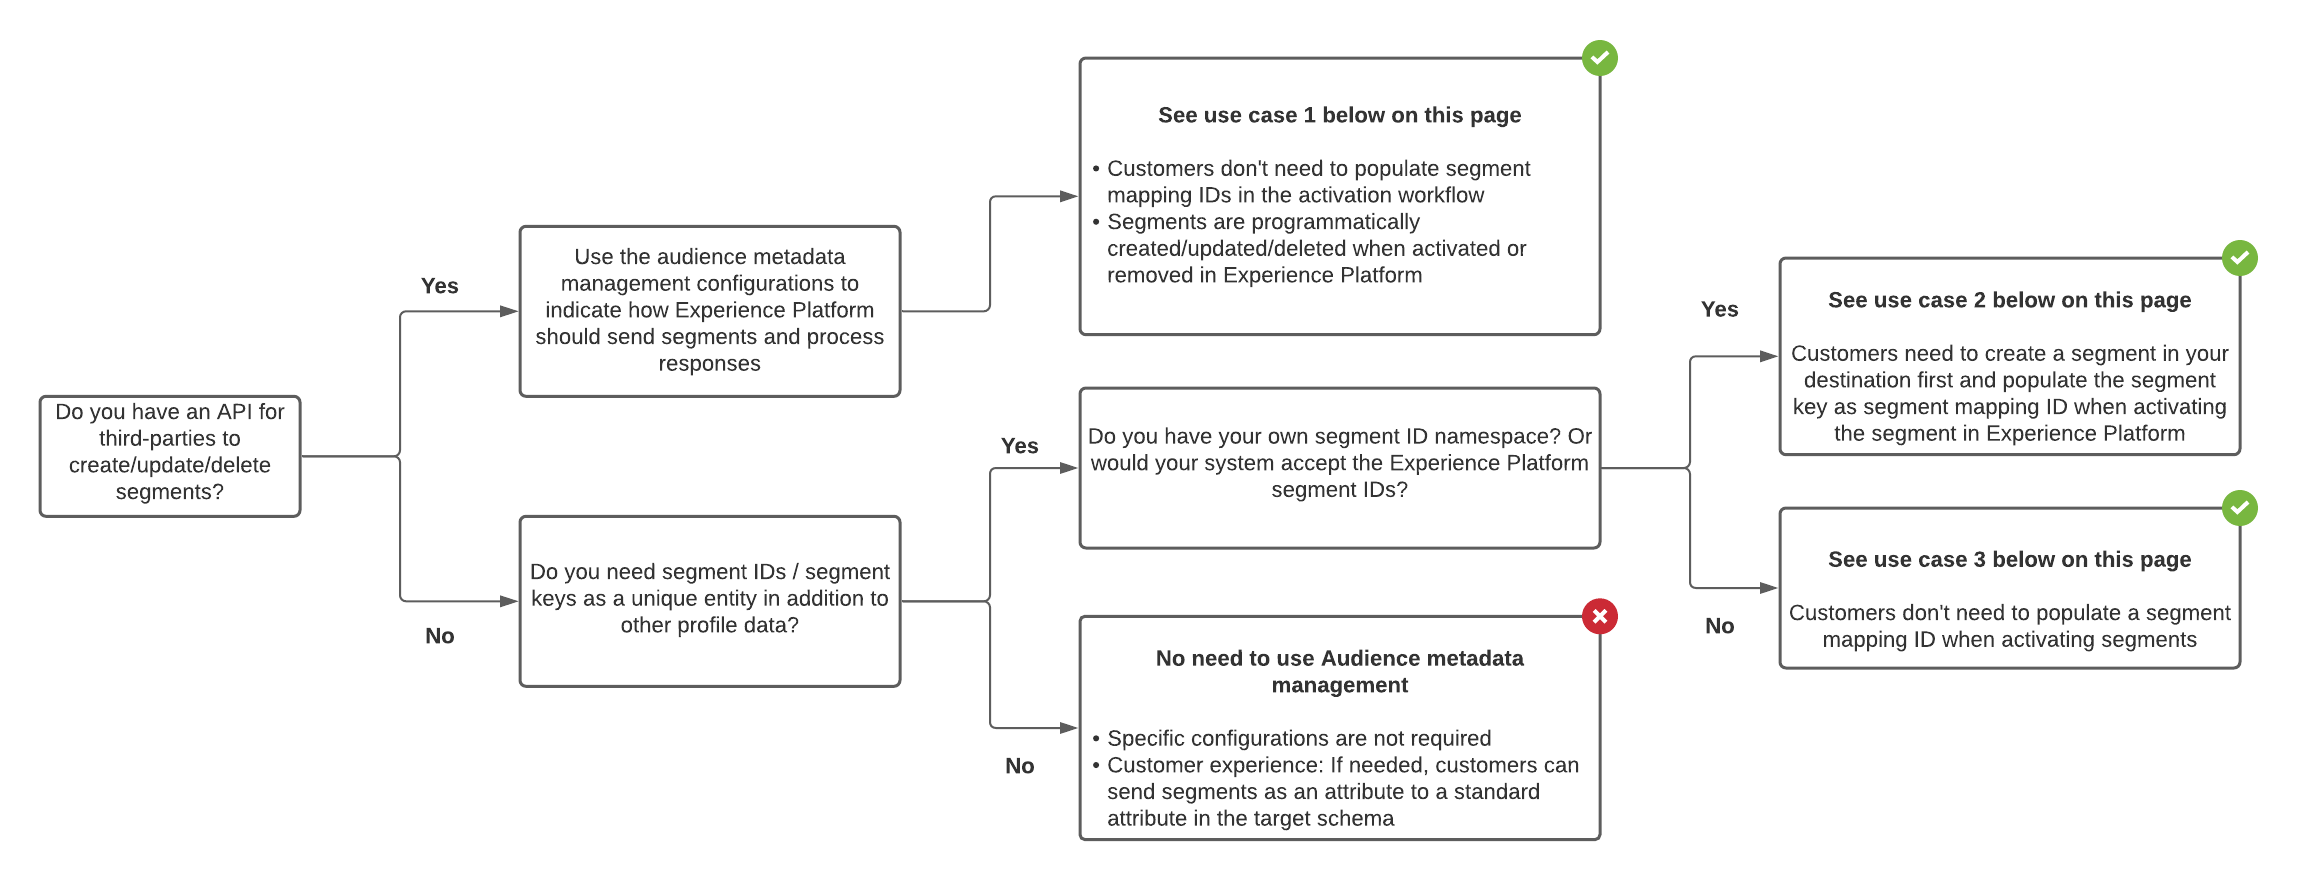 Do you have an API for
third-parties to
create/update/delete
segments?
Yes
No
Use the audience metadata
management configurations to
indicate how Experience Platform
should send segments and process
responses
Do you need segment IDs / segment
keys as a unique entity in addition to
other profile data?
Yes
No
See use case 1 below on this page
• Customers don't need to populate segment
mapping IDs in the activation workflow
• Segments are programmatically
created/updated/deleted when activated or
removed in Experience Platform
Do you have your own segment ID namespace? Or
would your system accept the Experience Platform
segment IDs?
No need to use Audience metadata
management
• Specific configurations are not required
• Customer experience: If needed, customers can
send segments as an attribute to a standard
attribute in the target schema
Yes
No
See use case 2 below on this page
Customers need to create a segment in your
destination first and populate the segment
key as segment mapping ID when activating
the segment in Experience Platform
See use case 3 below on this page
Customers don't need to populate a segment
mapping ID when activating segments